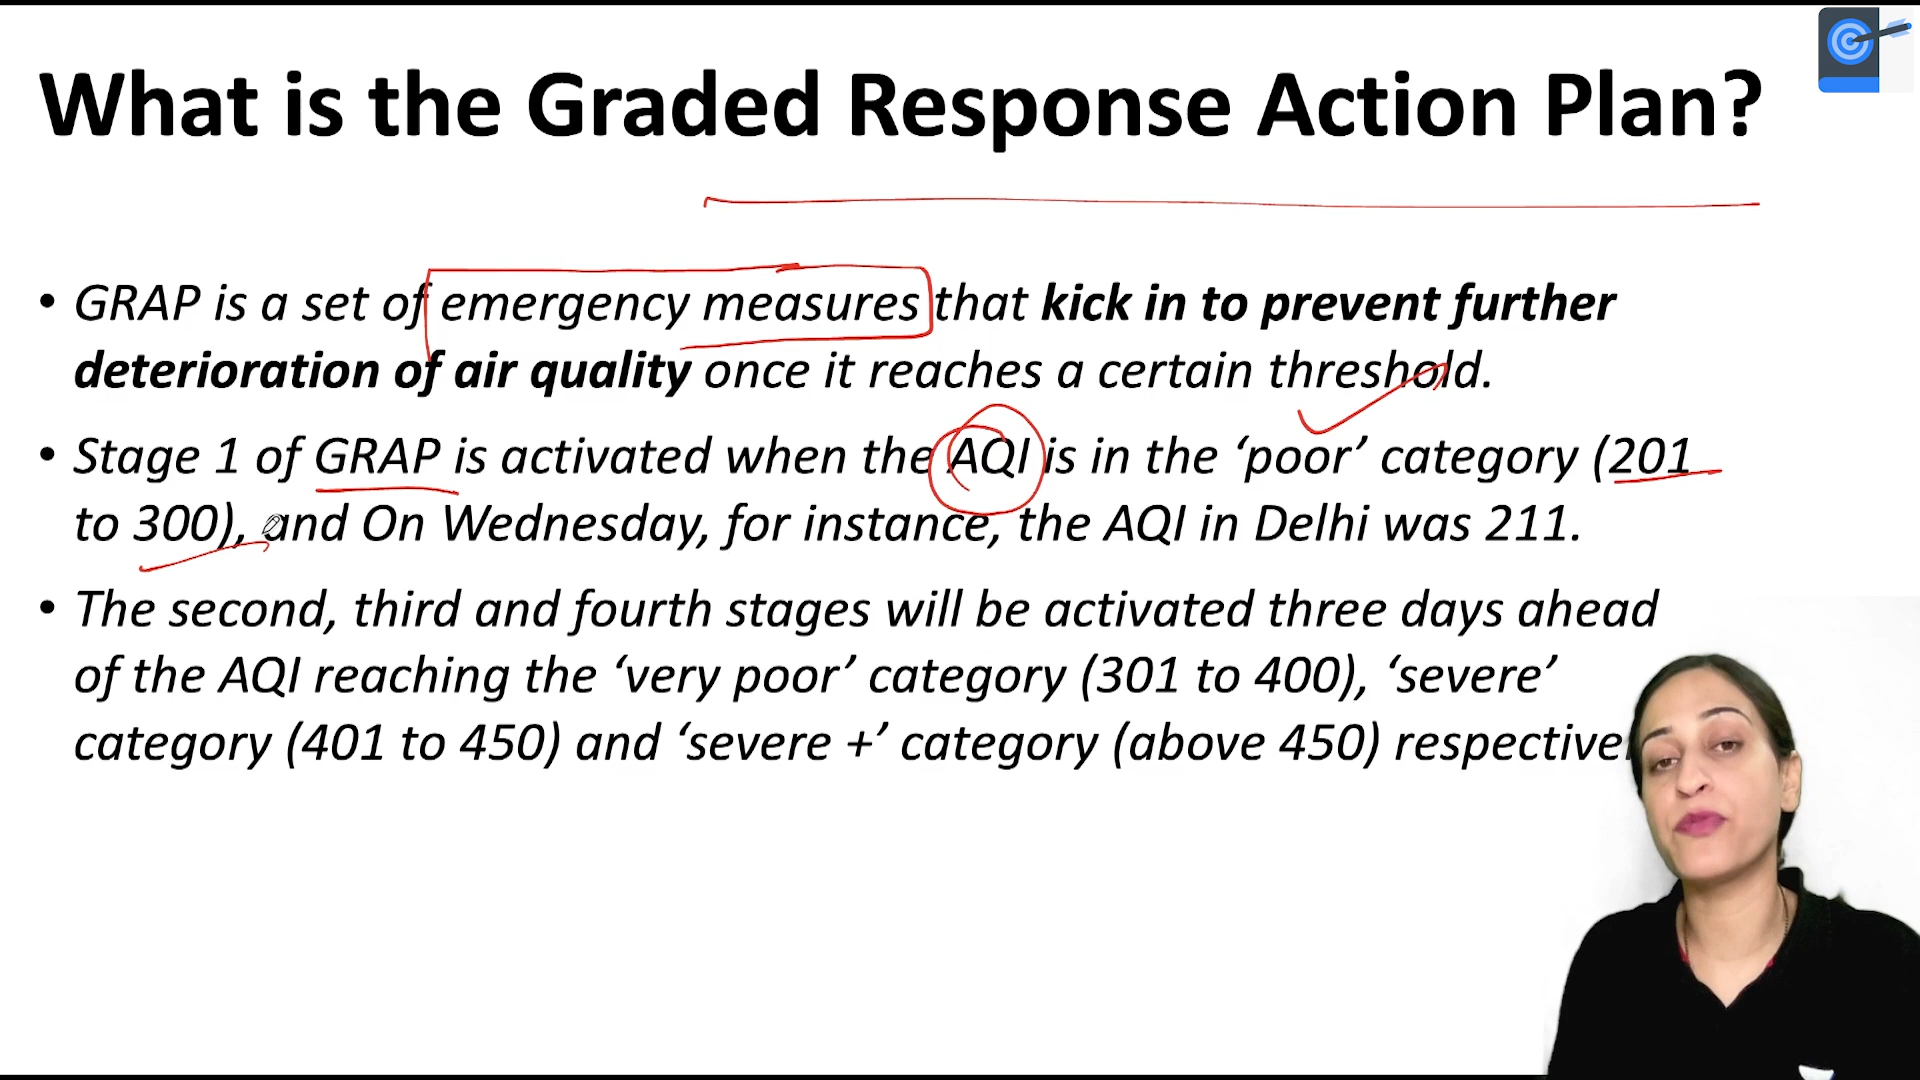 What is the Graded Response Action Plan?
• GRAP is a set of emergency measures that kick in to prevent further
deterioration of air quality once it reaches a certain threshold.
• Stage 1 of GRAP is activated when the AQI is in the ‘poor’ category (201
to 300), and On Wednesday, for instance, the AQI in Delhi was 211.
• The second, third and fourth stages will be activated three days ahead
of the AQI reaching the ‘very poor’ category (301 to 400), ‘severe’
category (401 to 450) and ‘severe +’ category (above 450)